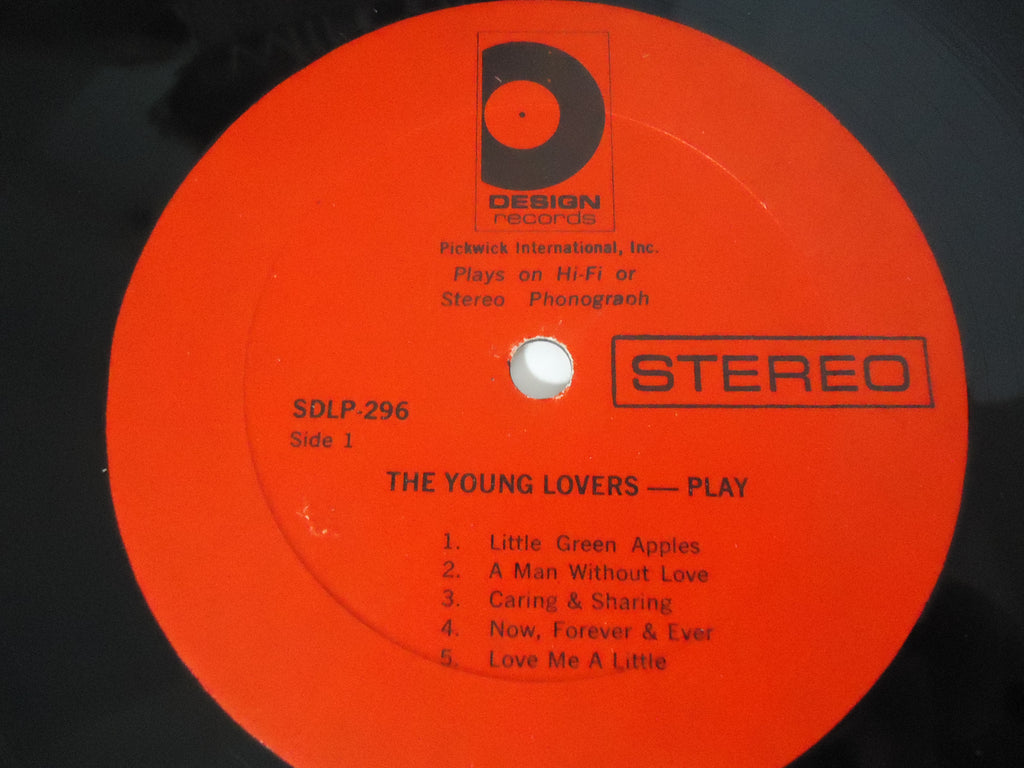 DESIGN
records
Pickwick International, Inc.
Plays on Hi-Fi or
Stereo Phonograph
STEREO
SDLP-296
Side 1
THE YOUNG LOVERS — PLAY
1. Little Green Apples
2. A Man Without Love
3. Caring & Sharing
4. Now, Forever & Ever
5. Love Me A Little